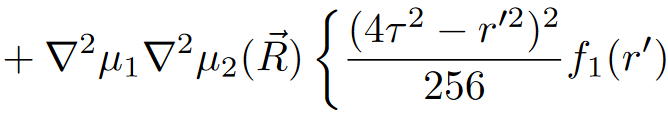 + ∇²μ₁∇²μ₂(R⃗) { (4τ² − r′²)² / 256 f₁(r′)